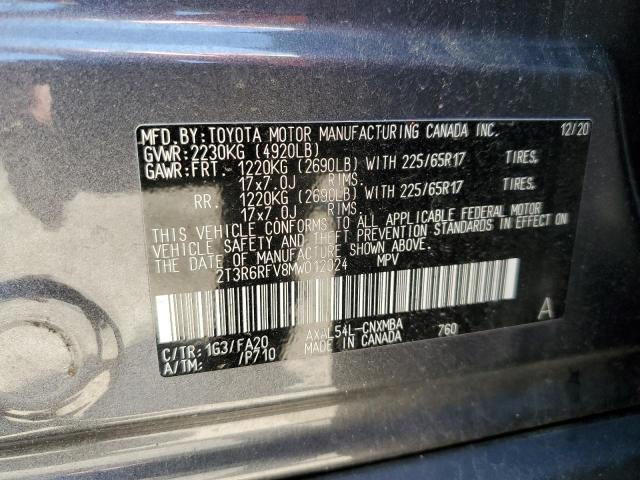 MFD.BY:TOYOTA MOTOR MANUFACTURING CANADA INC. 12/20
GVWR:2230KG (4920LB)
GAWR:FRT- 1220KG (2690LB) WITH 225/65R17 TIRES,
17x7.0J RIMS.
RR. 1220KG (2690LB) WITH 225/65R17 TIRES,
17x7.0J RIMS.
THIS VEHICLE CONFORMS TO ALL APPLICABLE FEDERAL MOTOR
VEHICLE SAFETY AND THEFT PREVENTION STANDARDS IN EFFECT ON
THE DATE OF MANUFACTURE SHOWN ABOVE.
2T3R6RFV8MW012024 MPV
A
C/TR: 1G3/FA20 AXAL54L-CNXMBA 760
A/TM: /P710 MADE IN CANADA